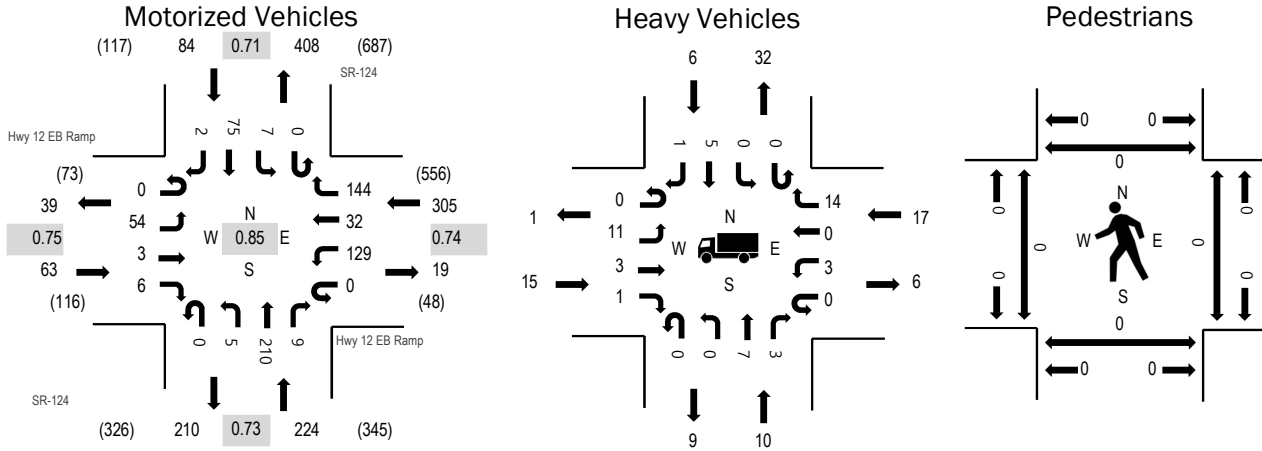 Motorized Vehicles
(117) 84 0.71 408 (687)
SR-124
Hwy 12 EB Ramp
2 75 7 0
(73) 0 144 (556)
39 54 N 32 305
0.75 W 0.85 E 0.74
3 S 129
63 6 0 19
(116) (48)
0 5 210 9
Hwy 12 EB Ramp
SR-124
(326) 210 0.73 224 (345)
Heavy Vehicles
6 32
1 5 0 0
0 14
1 11 N 0 17
W E
15 3 S 3 6
1 0
0 0 7 3
9 10
Pedestrians
0 0
0
0 N 0
W E
0 0
0 S 0
0
0 0